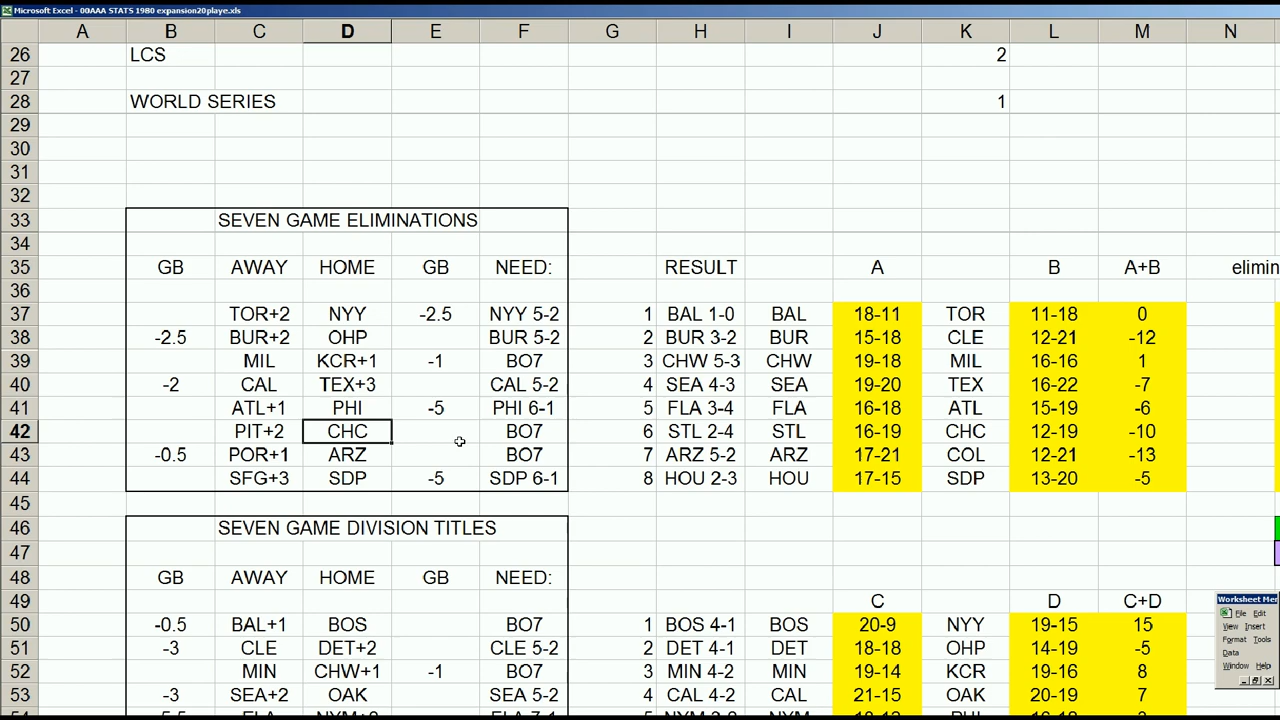 Microsoft Excel - 00AAA STATS 1980 expansion20playe.xls
A B C D E F G H I J K L M N
26 LCS 2
27
28 WORLD SERIES 1
29
30
31
32
33 SEVEN GAME ELIMINATIONS
34
35 GB AWAY HOME GB NEED: RESULT A B A+B elimin
36
37 TOR+2 NYY -2.5 NYY 5-2 1 BAL 1-0 BAL 18-11 TOR 11-18 0
38 -2.5 BUR+2 OHP BUR 5-2 2 BUR 3-2 BUR 15-18 CLE 12-21 -12
39 MIL KCR+1 -1 BO7 3 CHW 5-3 CHW 19-18 MIL 16-16 1
40 -2 CAL TEX+3 CAL 5-2 4 SEA 4-3 SEA 19-20 TEX 16-22 -7
41 ATL+1 PHI -5 PHI 6-1 5 FLA 3-4 FLA 16-18 ATL 15-19 -6
42 PIT+2 CHC BO7 6 STL 2-4 STL 16-19 CHC 12-19 -10
43 -0.5 POR+1 ARZ BO7 7 ARZ 5-2 ARZ 17-21 COL 12-21 -13
44 SFG+3 SDP -5 SDP 6-1 8 HOU 2-3 HOU 17-15 SDP 13-20 -5
45
46 SEVEN GAME DIVISION TITLES
47
48 GB AWAY HOME GB NEED:
49 C D C+D
50 -0.5 BAL+1 BOS BO7 1 BOS 4-1 BOS 20-9 NYY 19-15 15
51 -3 CLE DET+2 CLE 5-2 2 DET 4-1 DET 18-18 OHP 14-19 -5
52 MIN CHW+1 -1 BO7 3 MIN 4-2 MIN 19-14 KCR 19-16 8
53 -3 SEA+2 OAK SEA 5-2 4 CAL 4-2 CAL 21-15 OAK 20-19 7
Worksheet Mer
File Edit
View Insert
Format Tools
Data
Window Help